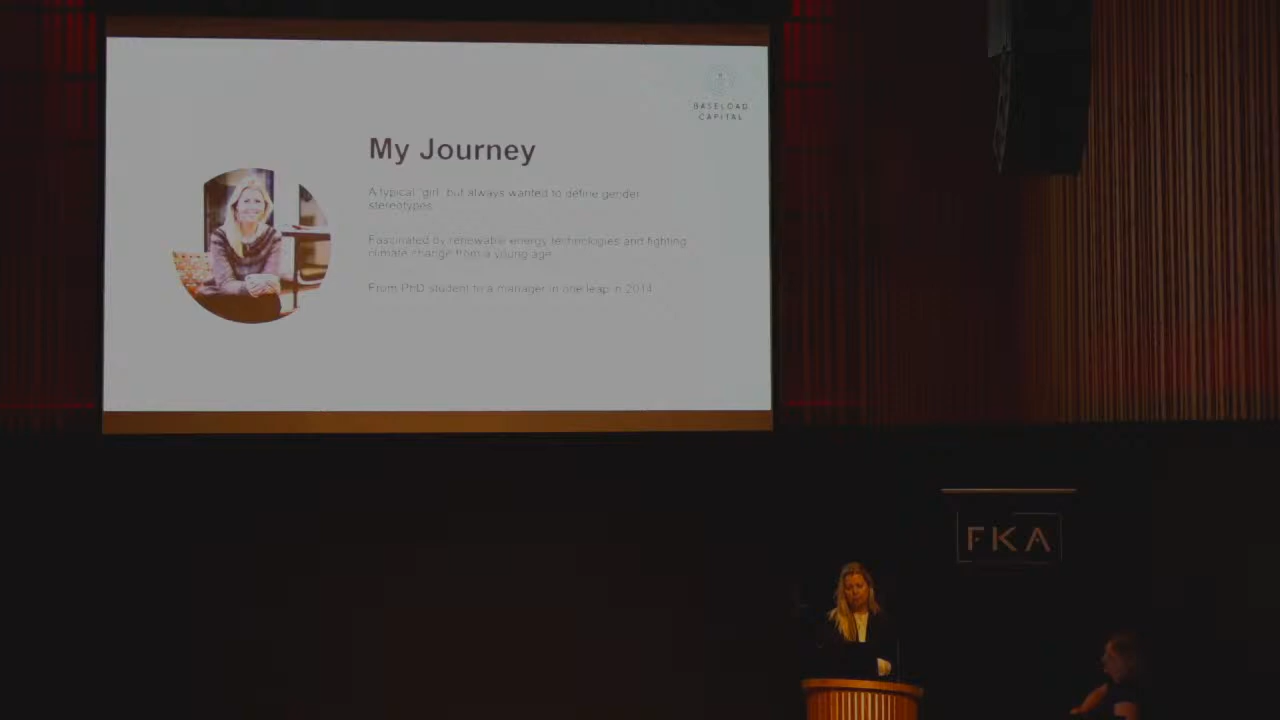 BASELOAD
CAPITAL
My Journey
A typical "girl" but always wanted to define gender
stereotypes
Fascinated by renewable energy technologies and fighting
climate change from a young age
From PhD student to a manager in one leap in 2014
FKA